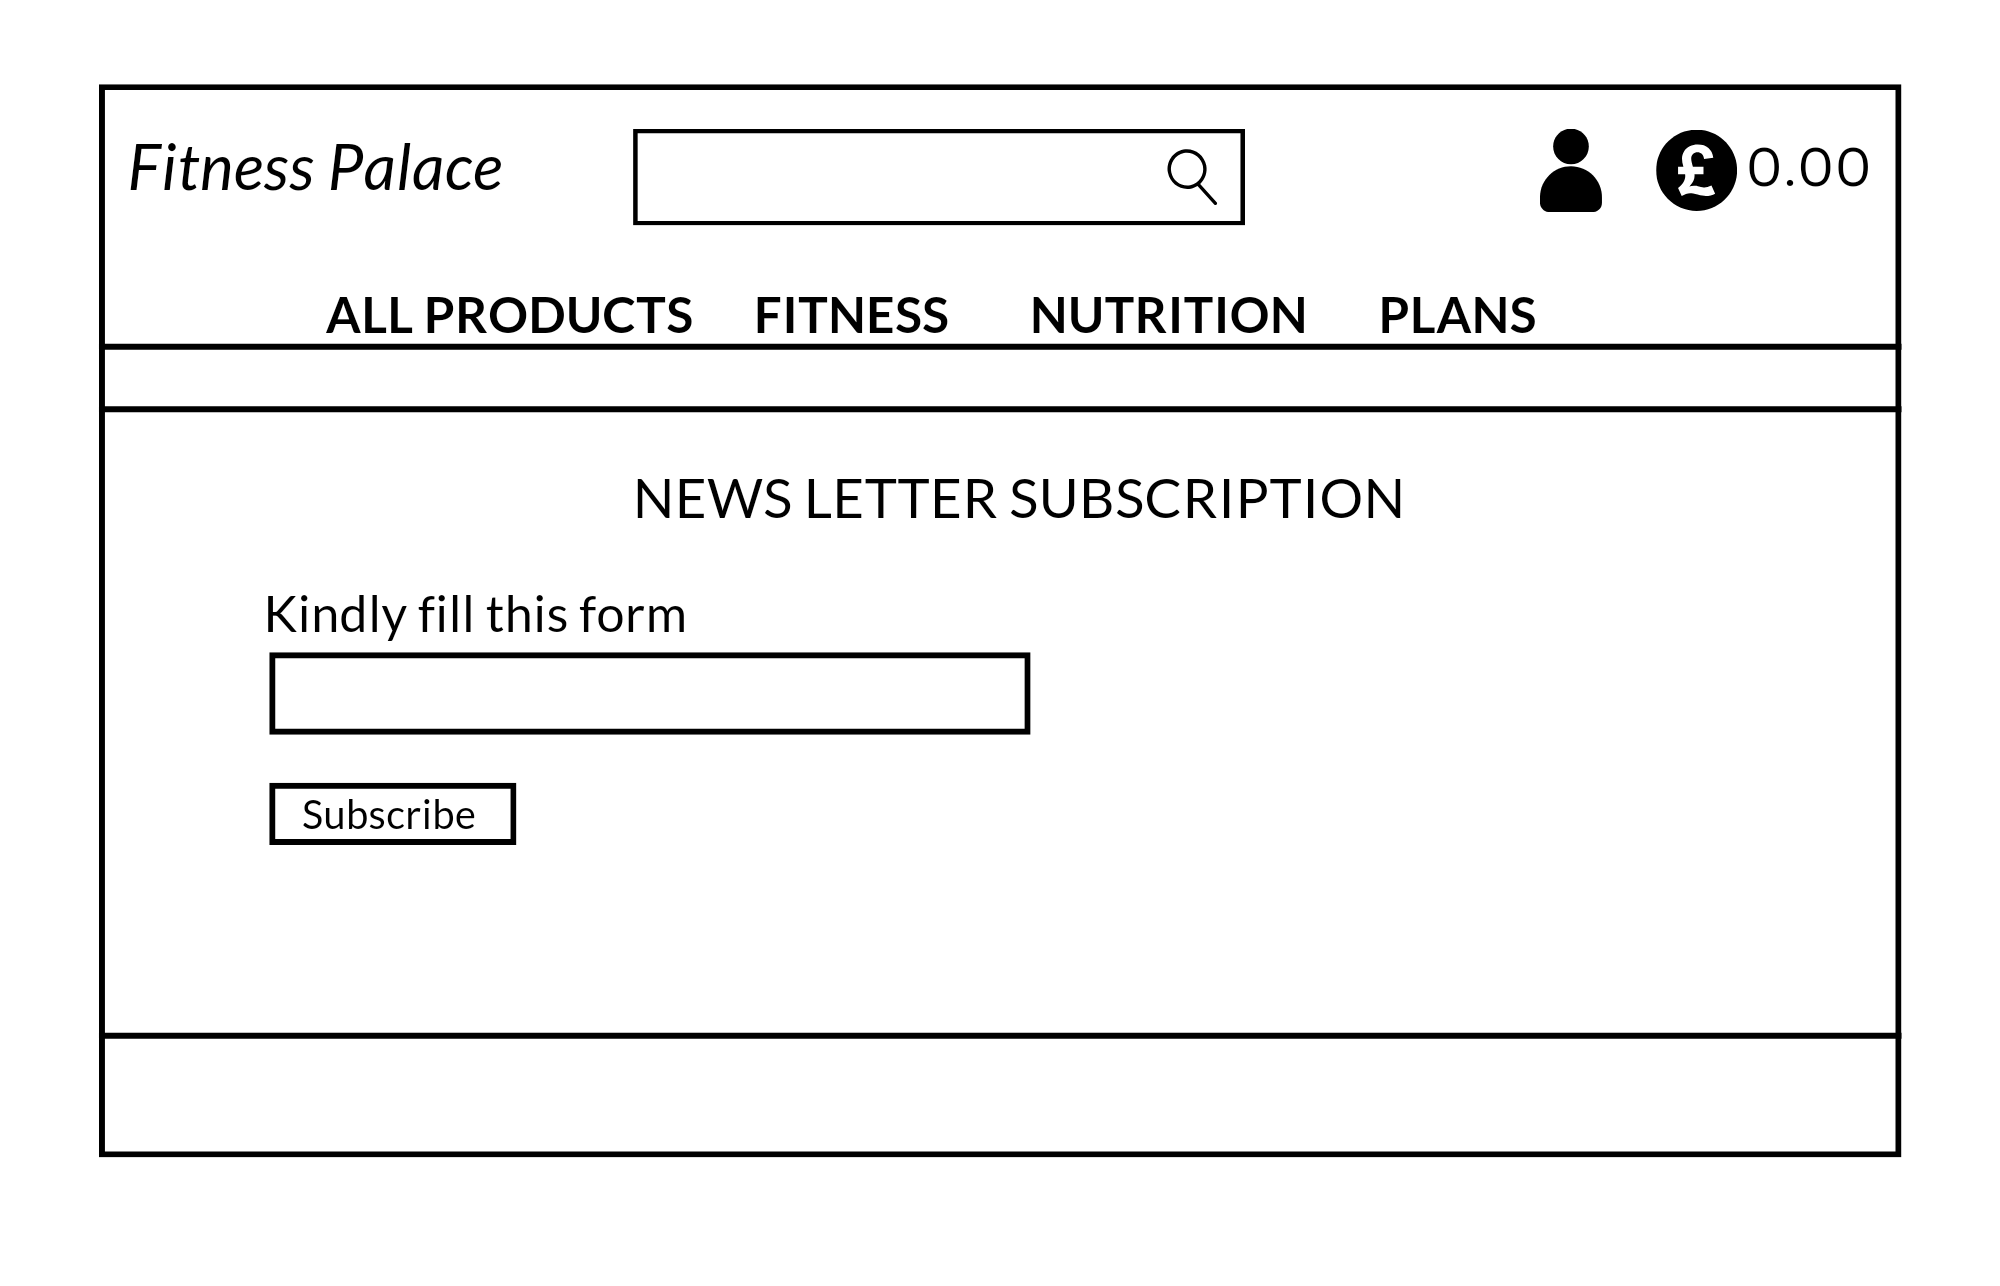 Fitness Palace
£ 0.00
ALL PRODUCTS FITNESS NUTRITION PLANS
NEWS LETTER SUBSCRIPTION
Kindly fill this form
Subscribe